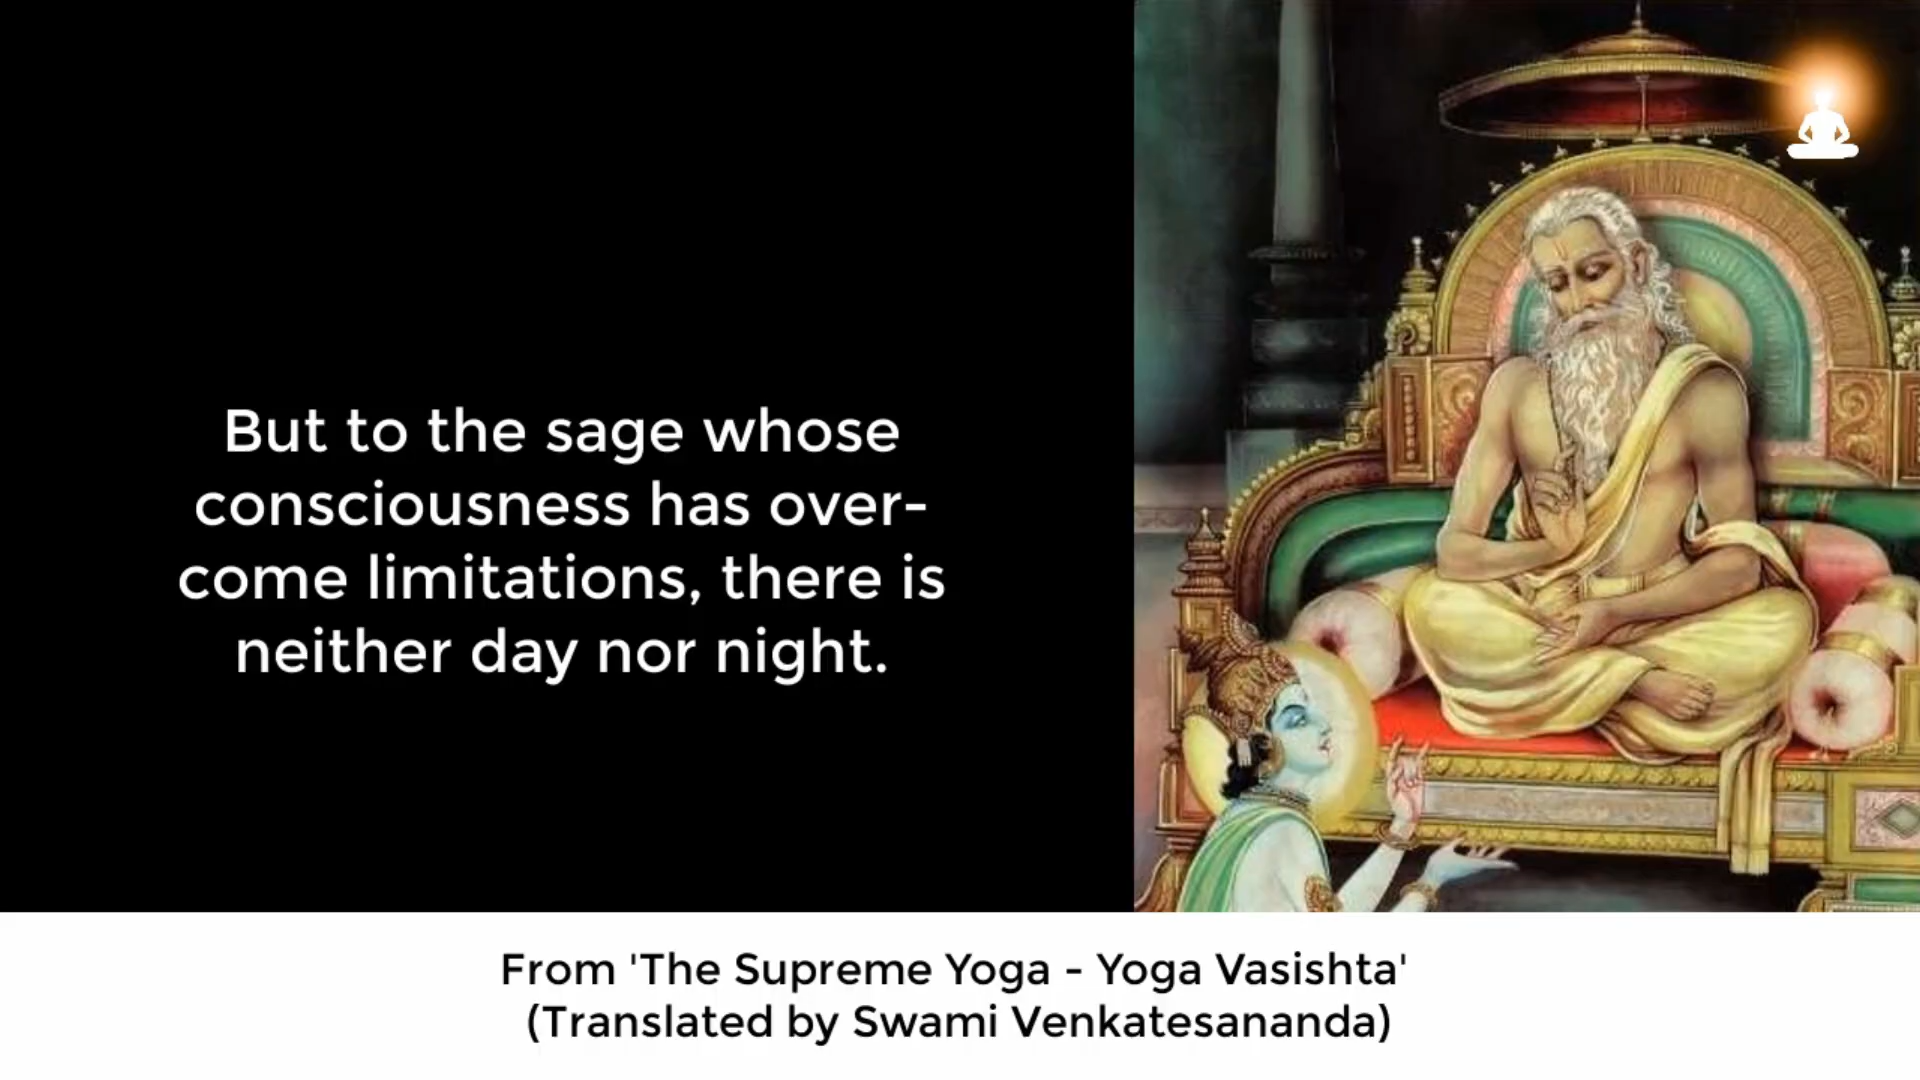 But to the sage whose
consciousness has over-
come limitations, there is
neither day nor night.
From 'The Supreme Yoga - Yoga Vasishta'
(Translated by Swami Venkatesananda)